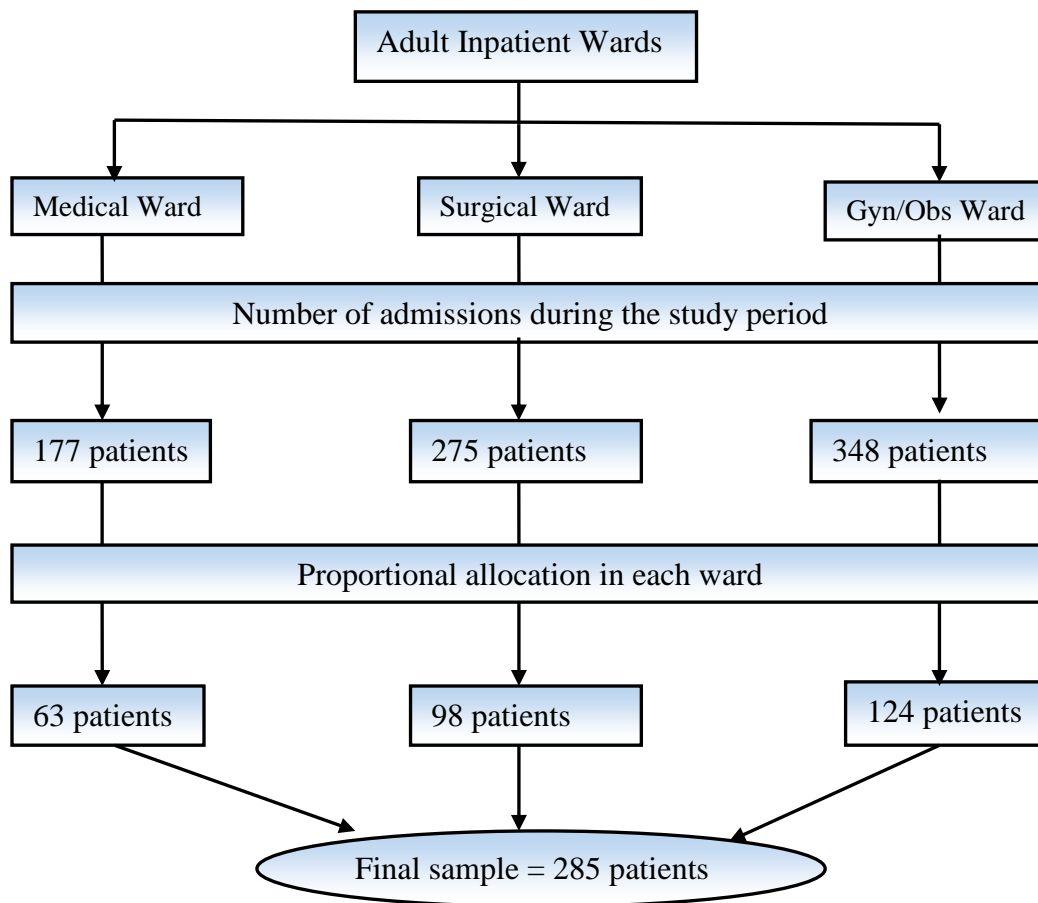 Adult Inpatient Wards
Medical Ward
Surgical Ward
Gyn/Obs Ward
Number of admissions during the study period
177 patients
275 patients
348 patients
Proportional allocation in each ward
63 patients
98 patients
124 patients
Final sample = 285 patients